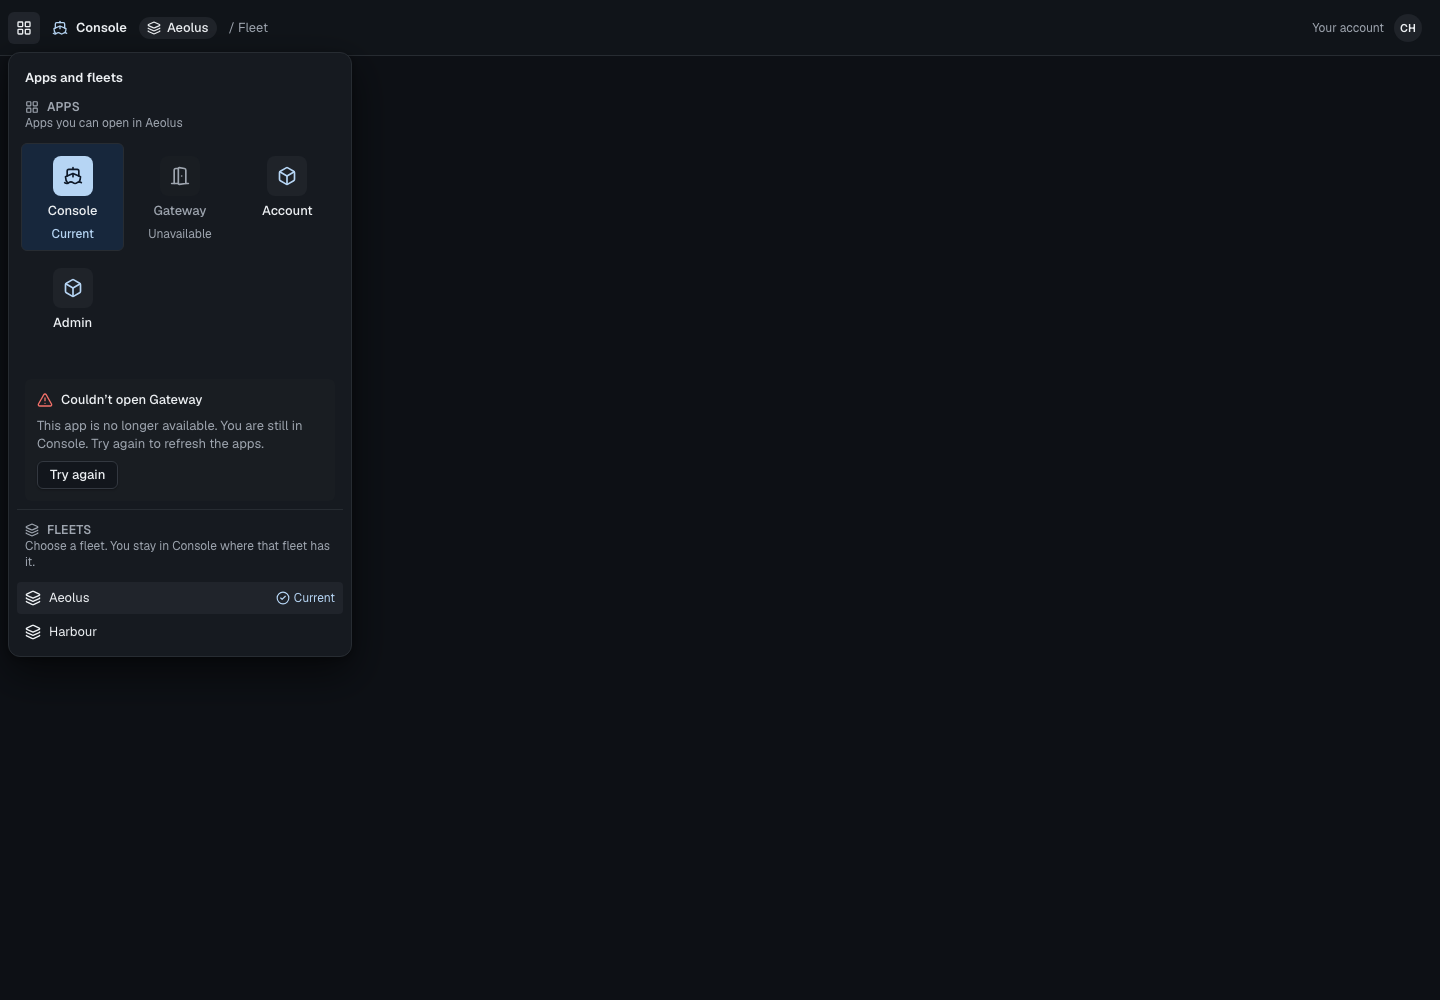 Console
Aeolus
/ Fleet
Your account
CH
Apps and fleets
APPS
Apps you can open in Aeolus
Console
Current
Gateway
Unavailable
Account
Admin
Couldn’t open Gateway
This app is no longer available. You are still in
Console. Try again to refresh the apps.
Try again
FLEETS
Choose a fleet. You stay in Console where that fleet has
it.
Aeolus
Current
Harbour